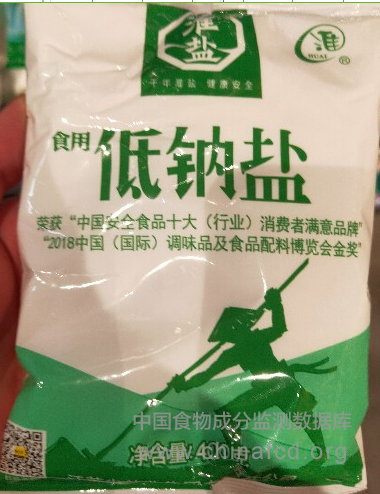 淮盐
千年淮盐 健康安全
淮
HUAI
®
食用
低钠盐
荣获“中国安全食品十大（行业）消费者满意品牌”
“2018中国（国际）调味品及食品配料博览会金奖”
中国食物成分监测数据库
净含量:
www.chinafcd.org